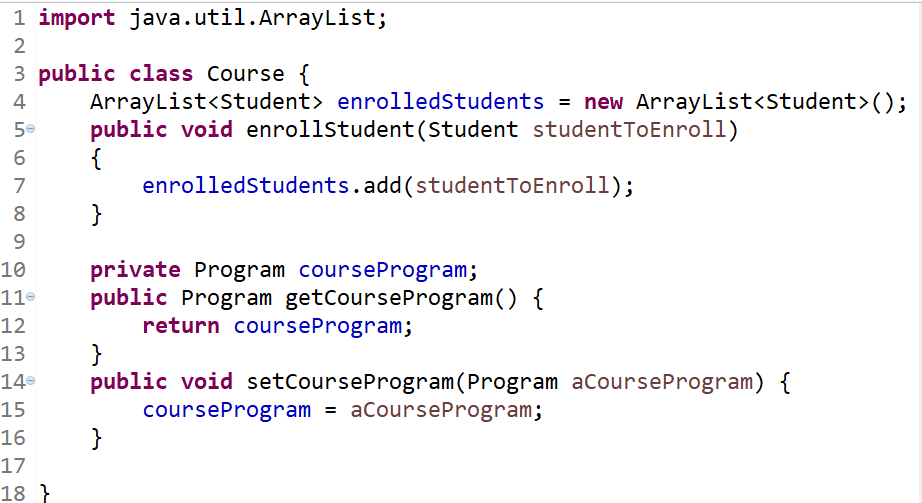 1 import java.util.ArrayList;
2
3 public class Course {
4     ArrayList<Student> enrolledStudents = new ArrayList<Student>();
5     public void enrollStudent(Student studentToEnroll)
6     {
7         enrolledStudents.add(studentToEnroll);
8     }
9
10     private Program courseProgram;
11     public Program getCourseProgram() {
12         return courseProgram;
13     }
14     public void setCourseProgram(Program aCourseProgram) {
15         courseProgram = aCourseProgram;
16     }
17
18 }